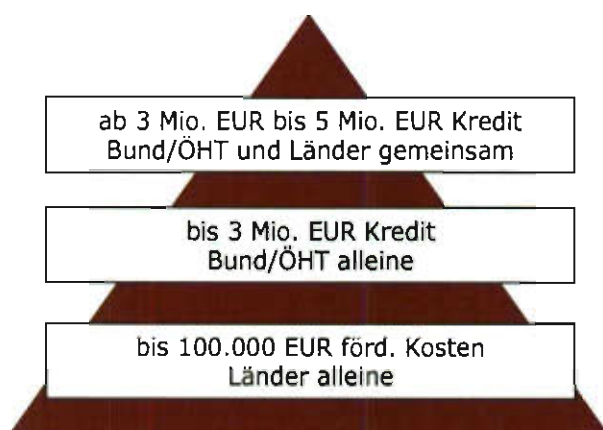 ab 3 Mio. EUR bis 5 Mio. EUR Kredit
Bund/ÖHT und Länder gemeinsam
bis 3 Mio. EUR Kredit
Bund/ÖHT alleine
bis 100.000 EUR förd. Kosten
Länder alleine